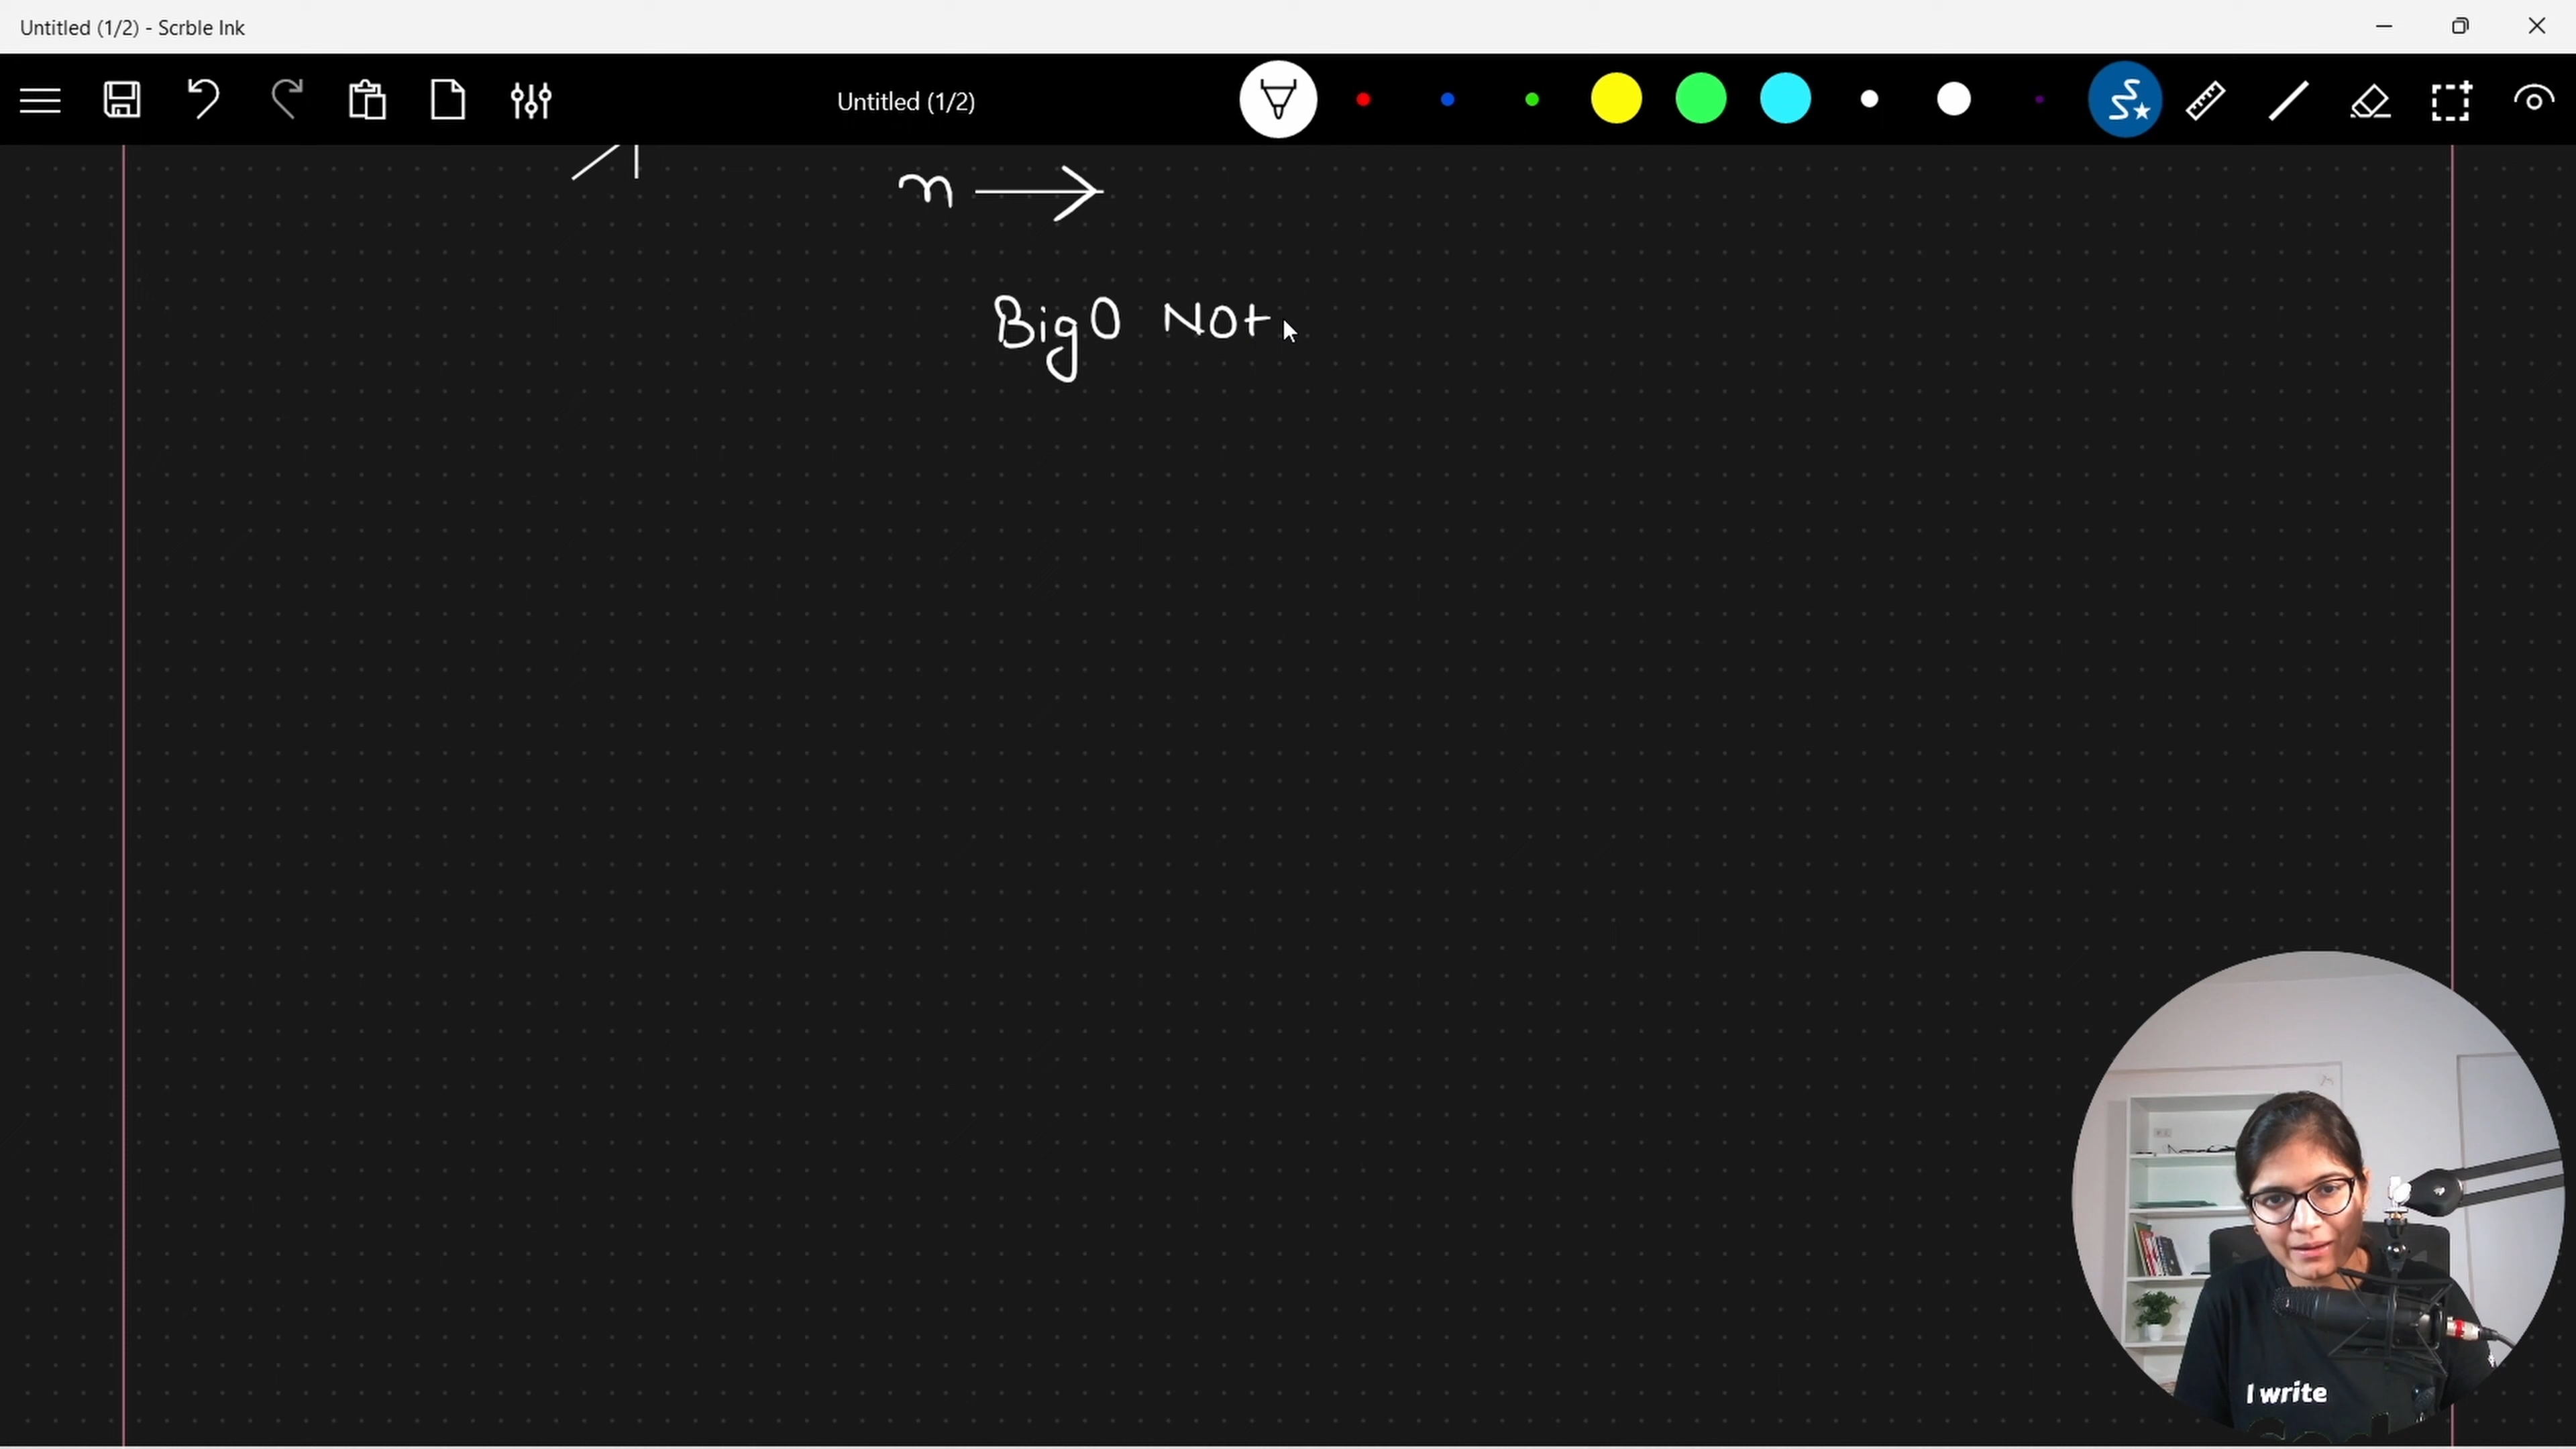 Untitled (1/2) - Scrble Ink
Untitled (1/2)
n
BigO Not
I write